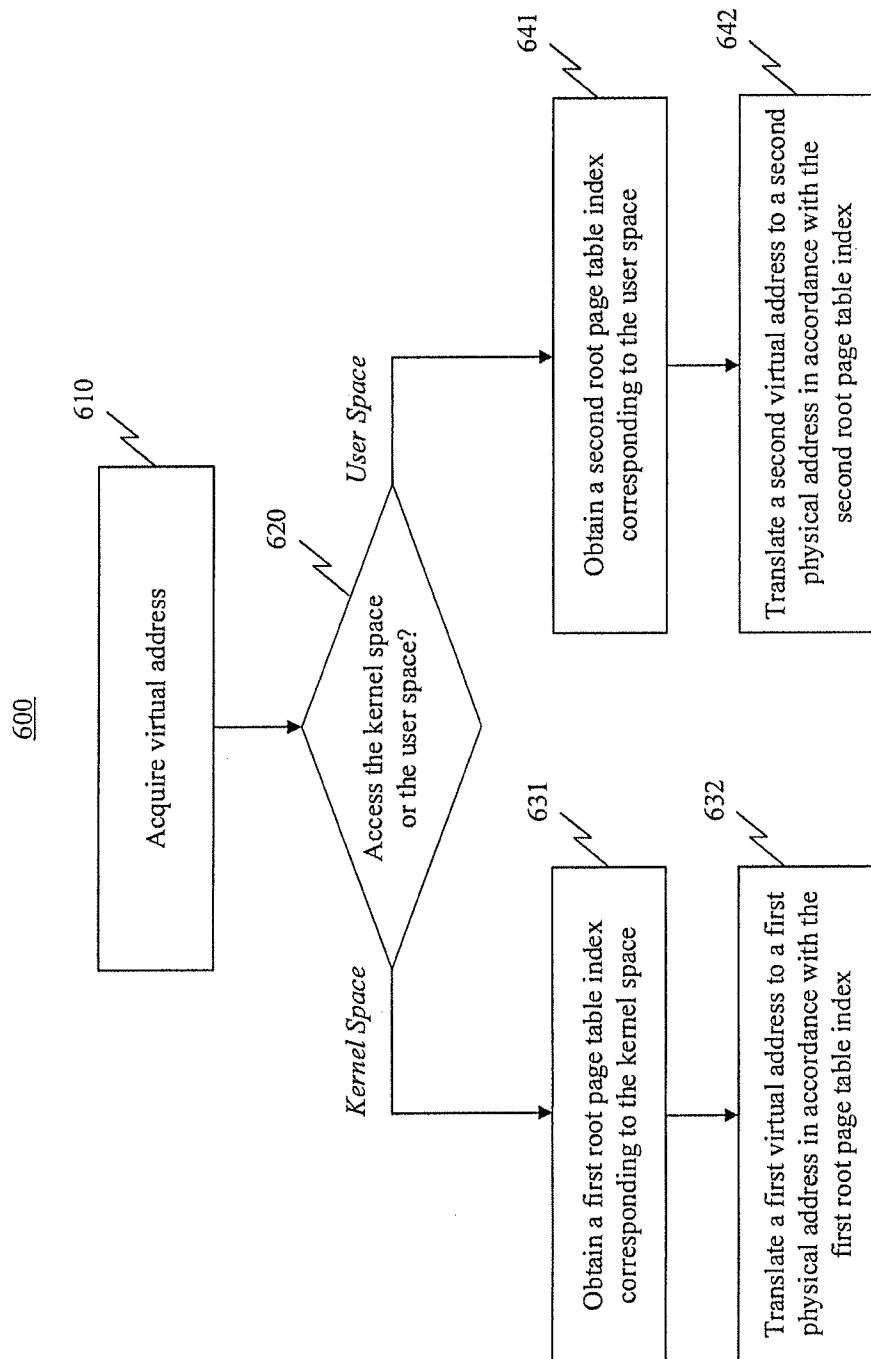 600
610
Acquire virtual address
620
Access the kernel space
or the user space?
Kernel Space
User Space
631
Obtain a first root page table index
corresponding to the kernel space
632
Translate a first virtual address to a first
physical address in accordance with the
first root page table index
641
Obtain a second root page table index
corresponding to the user space
642
Translate a second virtual address to a second
physical address in accordance with the
second root page table index